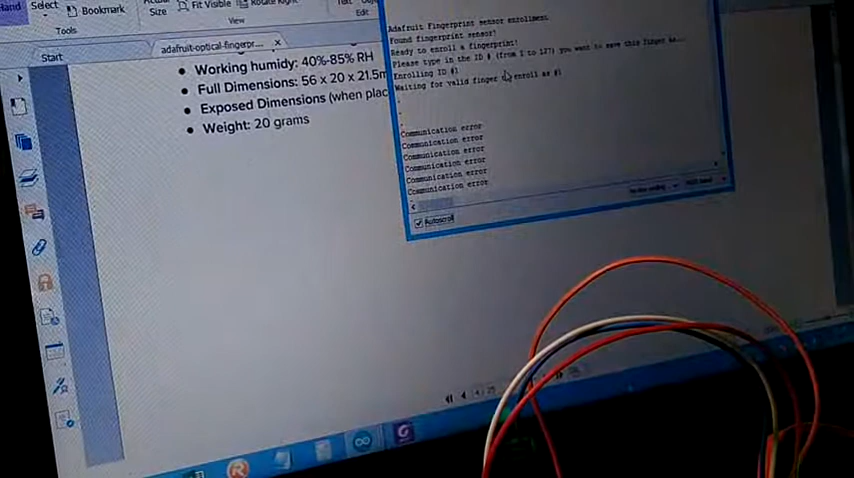 Hand
Select
Bookmark
Actual
Size
Fit Visible
Rotate Right
Text
Tools
View
Edit
Start
adafruit-optical-fingerpr...
Working humidy: 40%-85% RH
Full Dimensions: 56 x 20 x 21.5m
Exposed Dimensions (when plac
Weight: 20 grams
Adafruit Fingerprint sensor enrollment
Found fingerprint sensor!
Ready to enroll a fingerprint!
Please type in the ID # (from 1 to 127) you want to save this finger as...
Enrolling ID #1
Waiting for valid finger to enroll as #1
.
.
.
Communication error
Communication error
Communication error
Communication error
Communication error
Communication error
Autoscroll